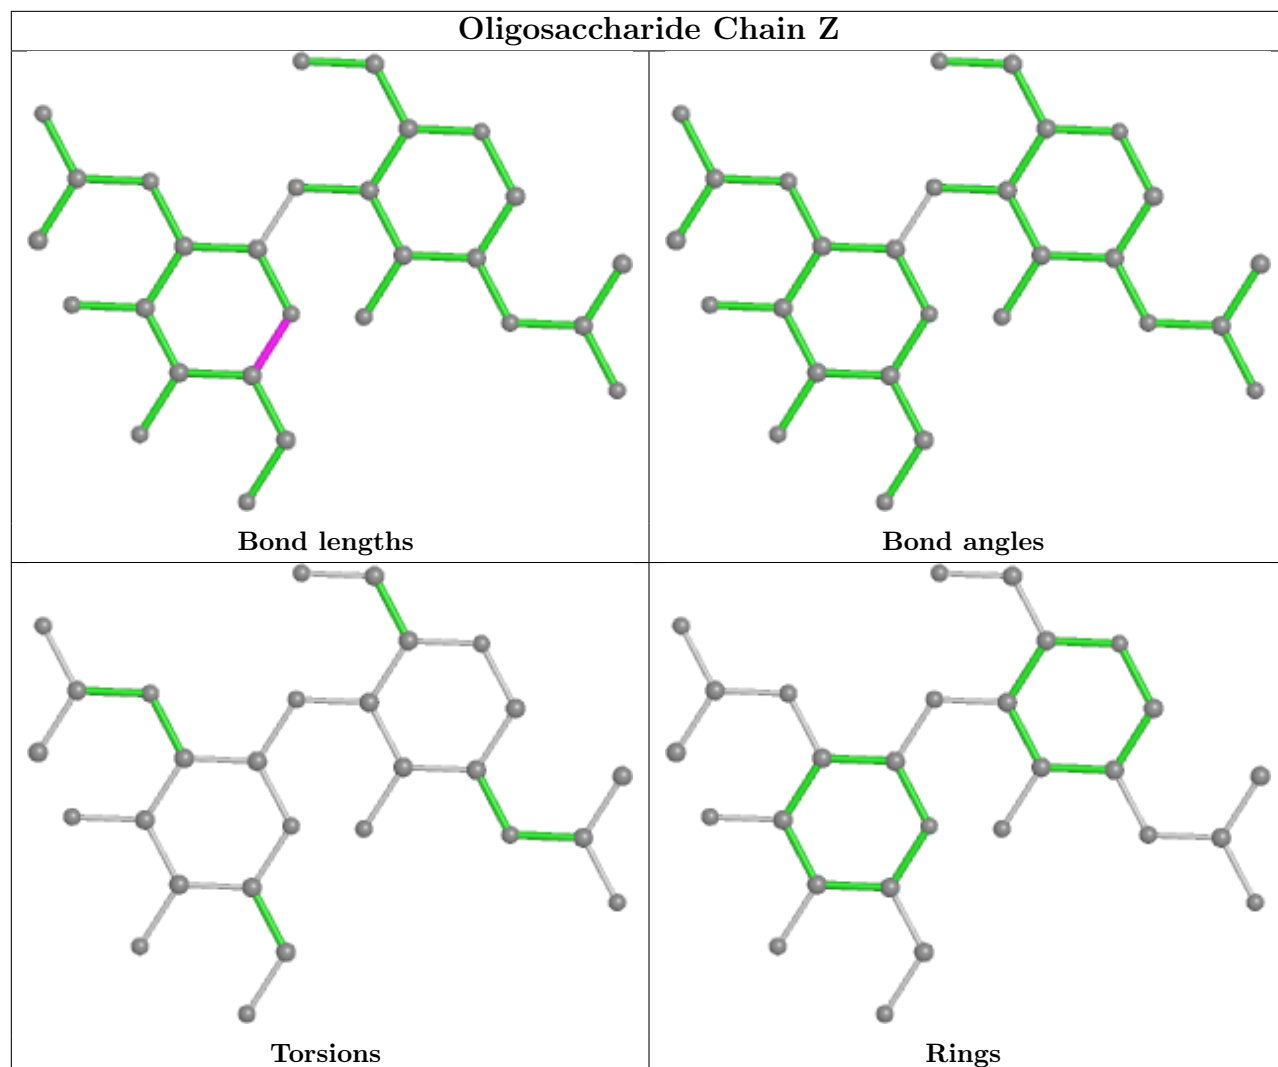 Oligosaccharide Chain Z
Bond lengths
Bond angles
Torsions
Rings